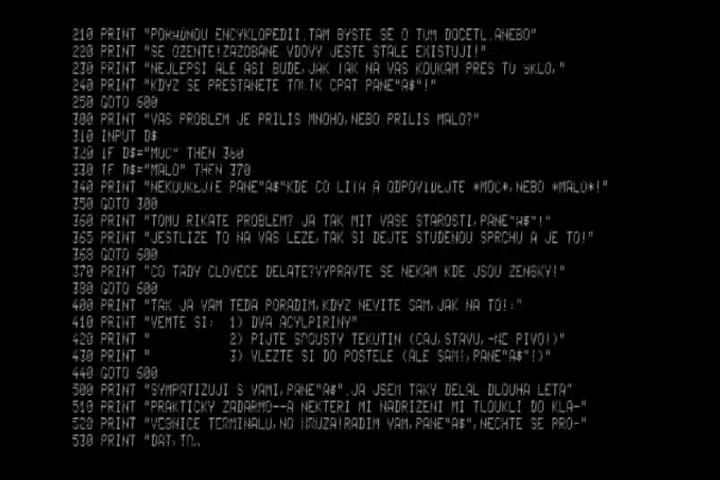 210 PRINT "PORADNOU ENCYKLOPEDII.TAM BYSTE SE O TOM DOCETL.ANEBO"
220 PRINT "SE OZENTE!ZAZOBANE VDOVY JESTE STALE EXISTUJI!"
230 PRINT "NEJLEPSI ALE ASI BUDE,JAK TAK NA VAS KOUKAM PRES TO SKLO,"
240 PRINT "KDYZ SE PRESTANETE TOLIK CPAT PANE"A$"!"
250 GOTO 600
300 PRINT "VAS PROBLEM JE PRILIS MNOHO,NEBO PRILIS MALO?"
310 INPUT D$
320 IF D$="MOC" THEN 360
330 IF D$="MALO" THEN 370
340 PRINT "NEKOUKEJTE PANE"A$"KDE CO LITA A ODPOVIDEJTE *MOC*,NEBO *MALO*!"
350 GOTO 300
360 PRINT "TOMU RIKATE PROBLEM? JA TAK MIT VASE STAROSTI,PANE"A$"!"
365 PRINT "JESTLIZE TO NA VAS LEZE,TAK SI DEJTE STUDENOU SPRCHU A JE TO!"
368 GOTO 600
370 PRINT "CO TADY CLOVECE DELATE?VYPRAVTE SE NEKAM KDE JSOU ZENSKY!"
380 GOTO 600
400 PRINT "TAK JA VAM TEDA PORADIM,KDYZ NEVITE SAM,JAK NA TO!:"
410 PRINT "VEMTE SI:  1) DVA ACYLPIRINY"
420 PRINT "           2) PIJTE SPOUSTY TEKUTIN (CAJ,STAVU,-NE PIVO!)"
430 PRINT "           3) VLEZTE SI DO POSTELE (ALE SAM!,PANE"A$"!)"
440 GOTO 600
500 PRINT "SYMPATIZUJI S VAMI,PANE"A$".JA JSEM TAKY DELAL DLOUHA LETA"
510 PRINT "PRAKTICKY ZADARMO--A NEKTERI MI NADRIZENI MI TLOUKLI DO KLA-"
520 PRINT "VESNICE TERMINALU,NO HRUZA!RADIM VAM,PANE"A$",NECHTE SE PRO-"
530 PRINT "DAT,TO